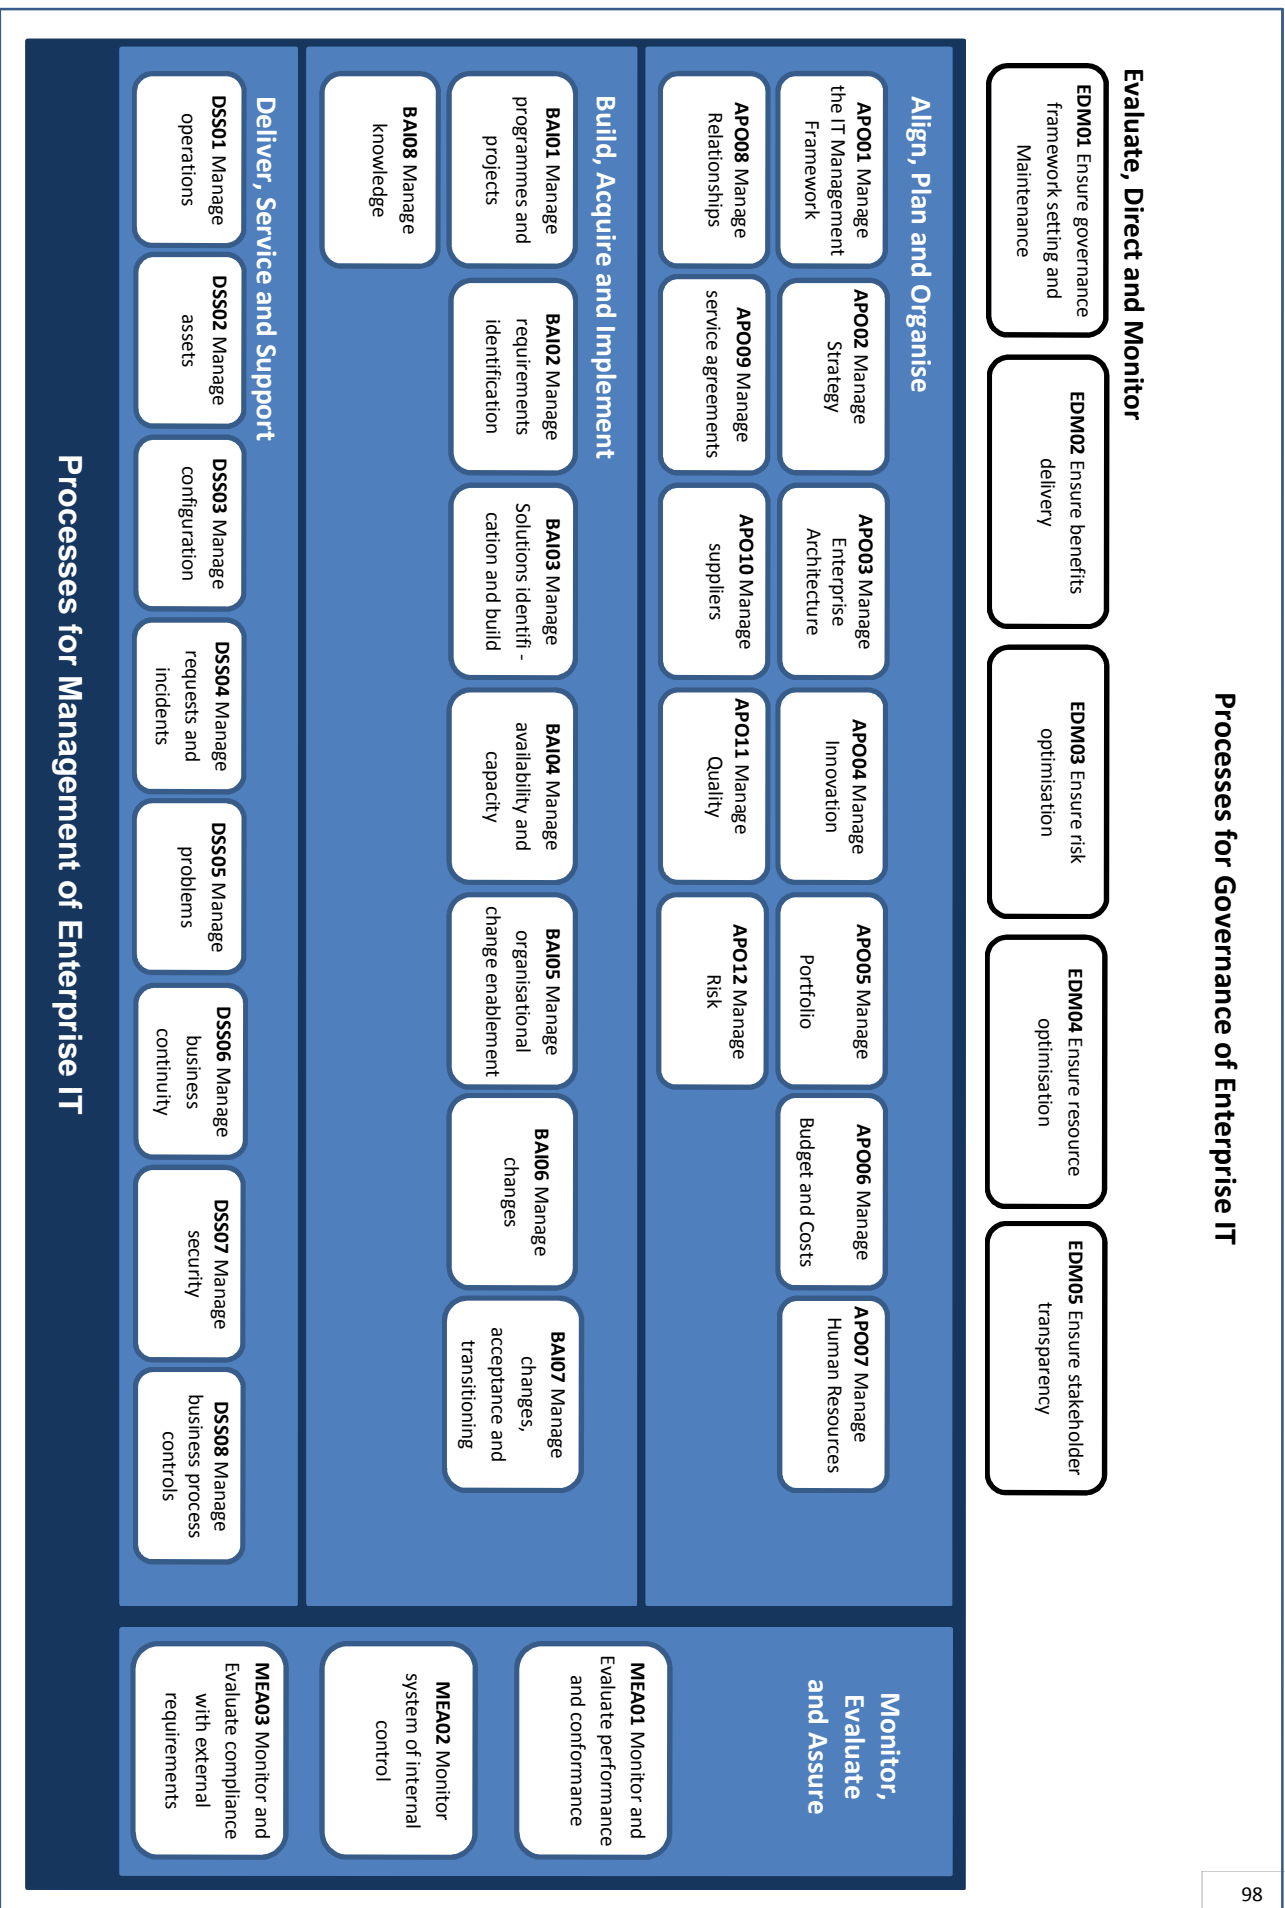 Processes for Governance of Enterprise IT
Evaluate, Direct and Monitor
EDM01 Ensure governance
framework setting and
Maintenance
EDM02 Ensure benefits
delivery
EDM03 Ensure risk
optimisation
EDM04 Ensure resource
optimisation
EDM05 Ensure stakeholder
transparency
Align, Plan and Organise
APO01 Manage
the IT Management
Framework
APO02 Manage
Strategy
APO03 Manage
Enterprise
Architecture
APO04 Manage
Innovation
APO05 Manage
Portfolio
APO06 Manage
Budget and Costs
APO07 Manage
Human Resources
APO08 Manage
Relationships
APO09 Manage
service agreements
APO10 Manage
suppliers
APO11 Manage
Quality
APO12 Manage
Risk
Build, Acquire and Implement
BAI01 Manage
programmes and
projects
BAI02 Manage
requirements
identification
BAI03 Manage
Solutions identifi -
cation and build
BAI04 Manage
availability and
capacity
BAI05 Manage
organisational
change enablement
BAI06 Manage
changes
BAI07 Manage
changes,
acceptance and
transitioning
BAI08 Manage
knowledge
Deliver, Service and Support
DSS01 Manage
operations
DSS02 Manage
assets
DSS03 Manage
configuration
DSS04 Manage
requests and
incidents
DSS05 Manage
problems
DSS06 Manage
business
continuity
DSS07 Manage
security
DSS08 Manage
business process
controls
Monitor,
Evaluate
and Assure
MEA01 Monitor and
Evaluate performance
and conformance
MEA02 Monitor
system of internal
control
MEA03 Monitor and
Evaluate compliance
with external
requirements
Processes for Management of Enterprise IT
98